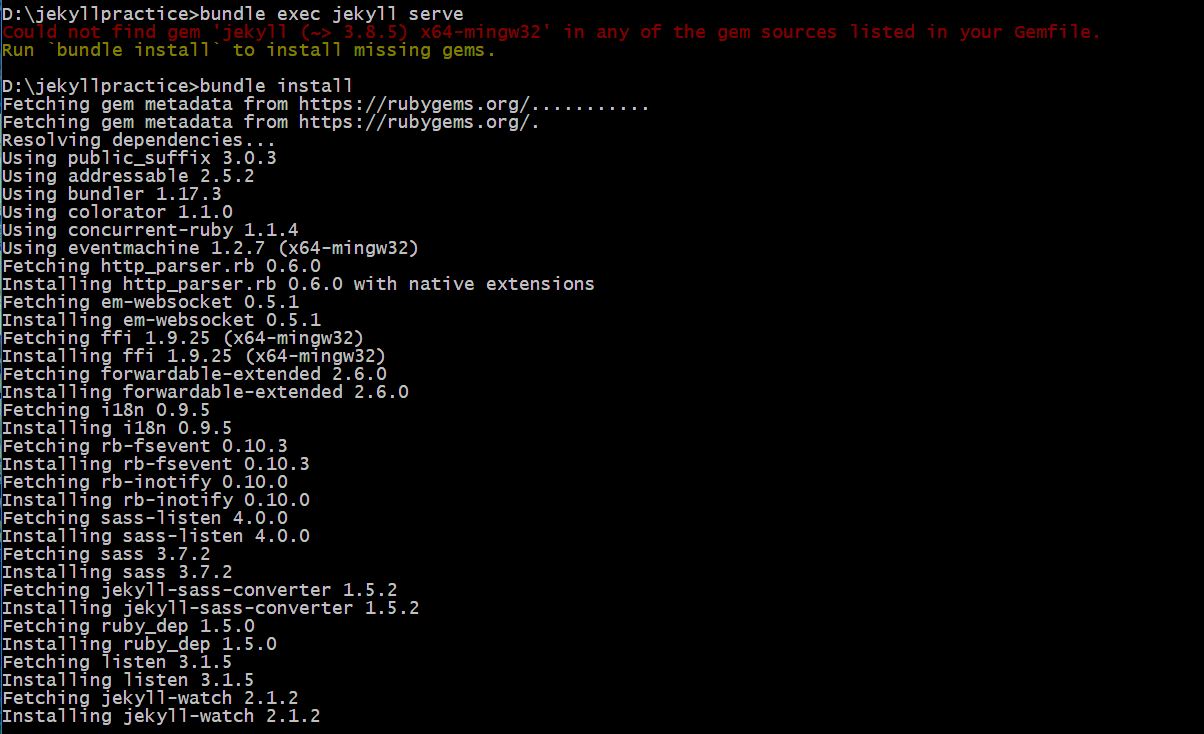 D:\jekyllpractice>bundle exec jekyll serve
Could not find gem 'jekyll (~> 3.8.5) x64-mingw32' in any of the gem sources listed in your Gemfile.
Run `bundle install` to install missing gems.
D:\jekyllpractice>bundle install
Fetching gem metadata from https://rubygems.org/...........
Fetching gem metadata from https://rubygems.org/.
Resolving dependencies...
Using public_suffix 3.0.3
Using addressable 2.5.2
Using bundler 1.17.3
Using colorator 1.1.0
Using concurrent-ruby 1.1.4
Using eventmachine 1.2.7 (x64-mingw32)
Fetching http_parser.rb 0.6.0
Installing http_parser.rb 0.6.0 with native extensions
Fetching em-websocket 0.5.1
Installing em-websocket 0.5.1
Fetching ffi 1.9.25 (x64-mingw32)
Installing ffi 1.9.25 (x64-mingw32)
Fetching forwardable-extended 2.6.0
Installing forwardable-extended 2.6.0
Fetching i18n 0.9.5
Installing i18n 0.9.5
Fetching rb-fsevent 0.10.3
Installing rb-fsevent 0.10.3
Fetching rb-inotify 0.10.0
Installing rb-inotify 0.10.0
Fetching sass-listen 4.0.0
Installing sass-listen 4.0.0
Fetching sass 3.7.2
Installing sass 3.7.2
Fetching jekyll-sass-converter 1.5.2
Installing jekyll-sass-converter 1.5.2
Fetching ruby_dep 1.5.0
Installing ruby_dep 1.5.0
Fetching listen 3.1.5
Installing listen 3.1.5
Fetching jekyll-watch 2.1.2
Installing jekyll-watch 2.1.2